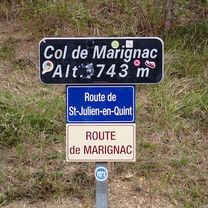 Col de Marignac
Alt 743 m
Route de
St-Julien-en-Quint
ROUTE
de MARIGNAC